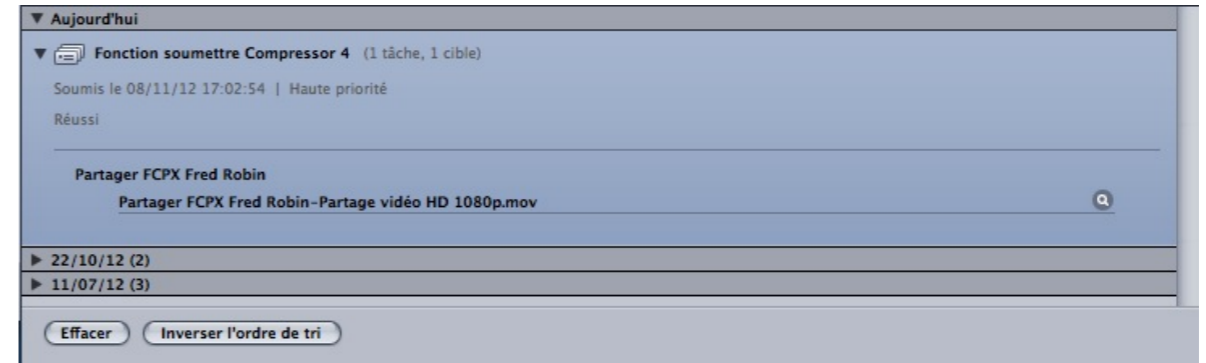 Aujourd'hui
Fonction soumettre Compressor 4 (1 tâche, 1 cible)
Soumis le 08/11/12 17:02:54 | Haute priorité
Réussi
Partager FCPX Fred Robin
Partager FCPX Fred Robin-Partage vidéo HD 1080p.mov
22/10/12 (2)
11/07/12 (3)
Effacer Inverser l'ordre de tri